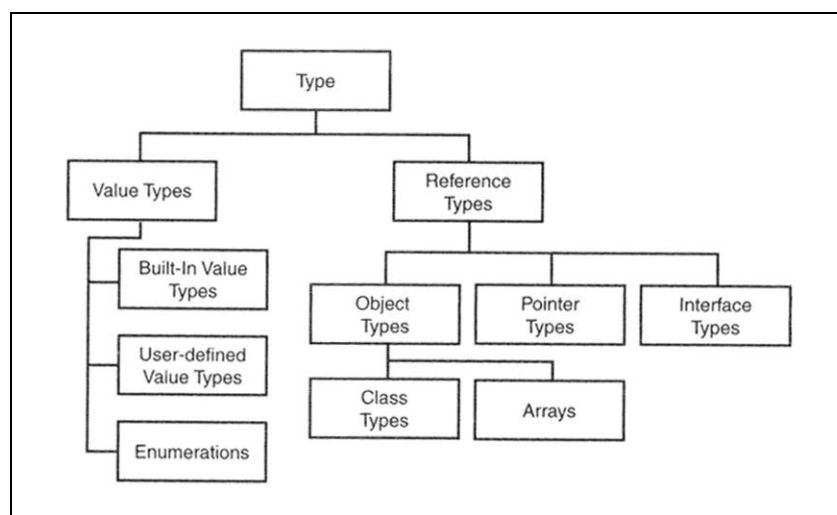 Type
Value Types
Reference
Types
Built-In Value
Types
User-defined
Value Types
Enumerations
Object
Types
Pointer
Types
Interface
Types
Class
Types
Arrays